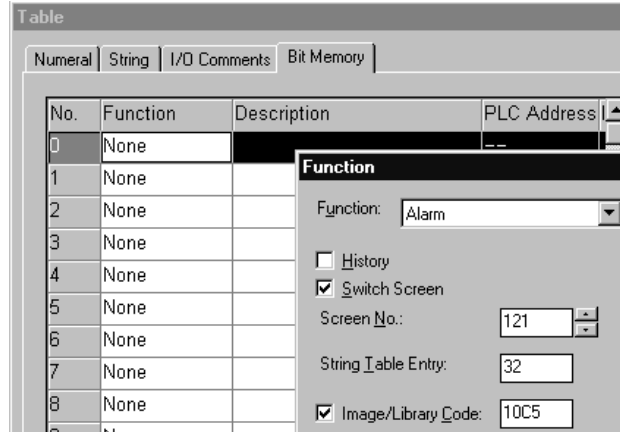 Table
Numeral String I/O Comments Bit Memory
No. Function Description PLC Address
0 None --
1 None
2 None
3 None
4 None
5 None
6 None
7 None
8 None
Function
Function: Alarm
History
Switch Screen
Screen No.: 121
String Table Entry: 32
Image/Library Code: 10C5